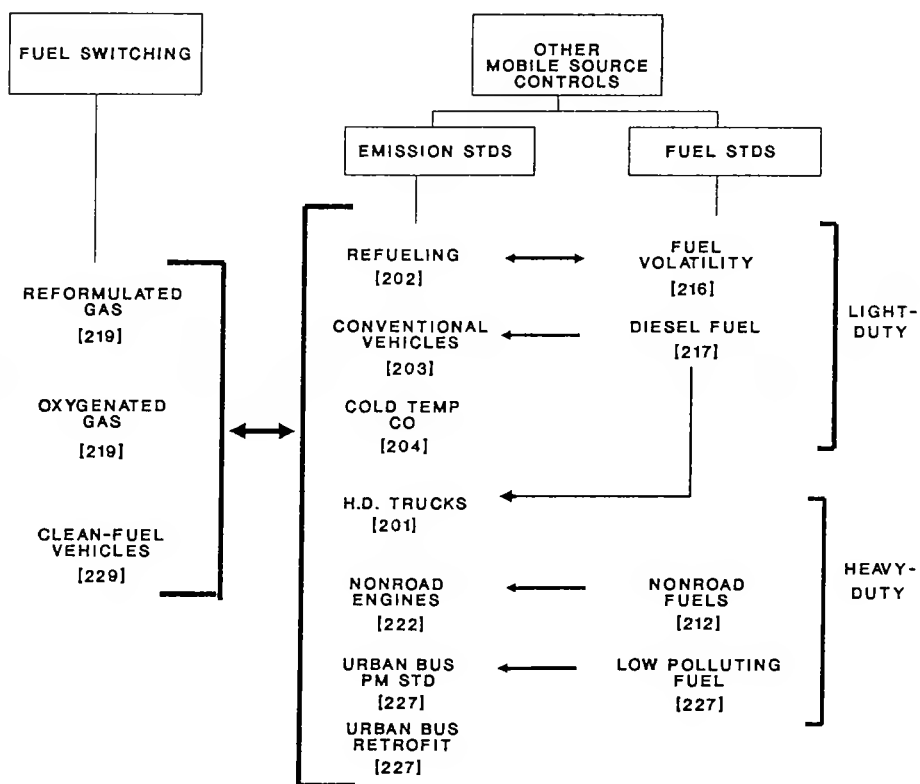 FUEL SWITCHING
OTHER
MOBILE SOURCE
CONTROLS
EMISSION STDS
FUEL STDS
REFORMULATED
GAS
[219]
OXYGENATED
GAS
[219]
CLEAN-FUEL
VEHICLES
[229]
REFUELING
[202]
CONVENTIONAL
VEHICLES
[203]
COLD TEMP
CO
[204]
H.D. TRUCKS
[201]
NONROAD
ENGINES
[222]
URBAN BUS
PM STD
[227]
URBAN BUS
RETROFIT
[227]
FUEL
VOLATILITY
[216]
DIESEL FUEL
[217]
NONROAD
FUELS
[212]
LOW POLLUTING
FUEL
[227]
LIGHT-
DUTY
HEAVY-
DUTY